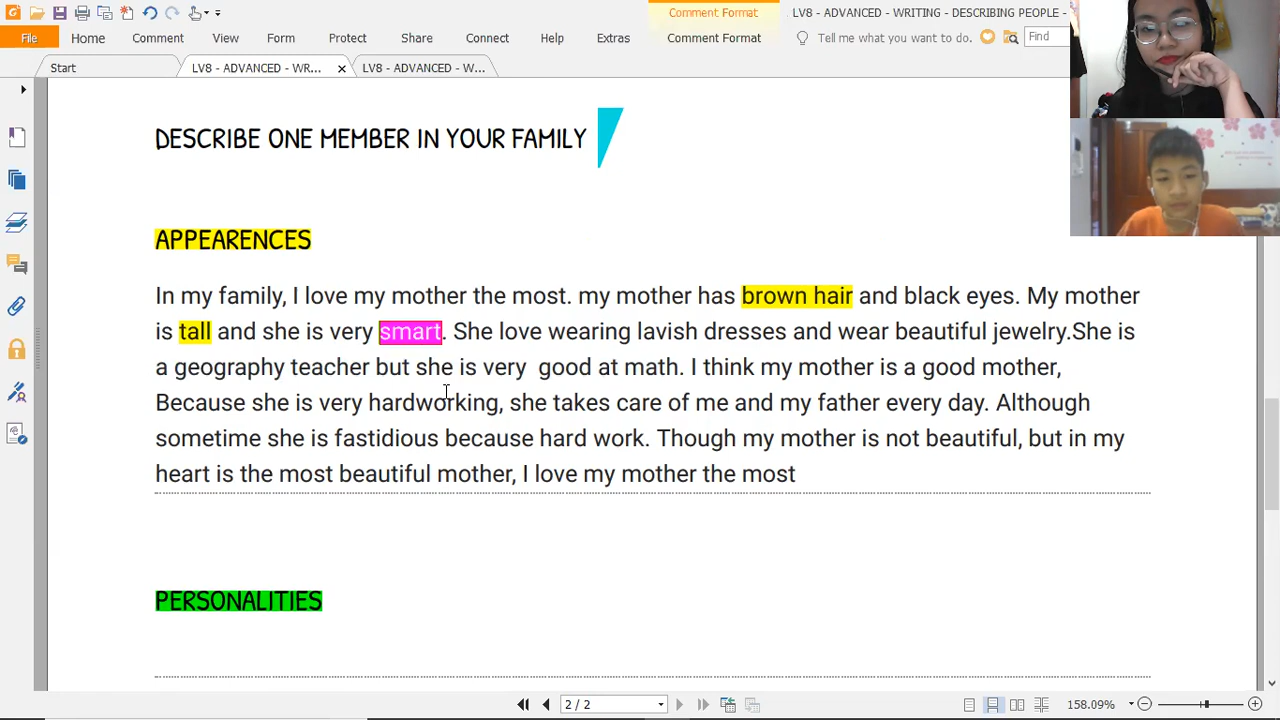 Comment Format
LV8 - ADVANCED - WRITING - DESCRIBING PEOPLE -
File Home Comment View Form Protect Share Connect Help Extras Comment Format Tell me what you want to do. Find
Start LV8 - ADVANCED - WR... LV8 - ADVANCED - W...
DESCRIBE ONE MEMBER IN YOUR FAMILY
APPEARENCES
In my family, I love my mother the most. my mother has brown hair and black eyes. My mother
is tall and she is very smart. She love wearing lavish dresses and wear beautiful jewelry.She is
a geography teacher but she is very good at math. I think my mother is a good mother,
Because she is very hardworking, she takes care of me and my father every day. Although
sometime she is fastidious because hard work. Though my mother is not beautiful, but in my
heart is the most beautiful mother, I love my mother the most
PERSONALITIES
2 / 2 158.09%